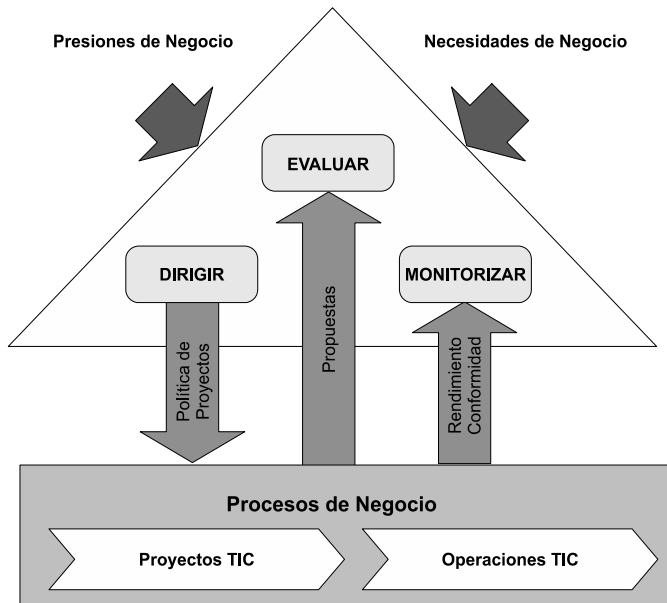 Presiones de Negocio
Necesidades de Negocio
EVALUAR
DIRIGIR
MONITORIZAR
Política de
Proyectos
Propuestas
Rendimiento
Conformidad
Procesos de Negocio
Proyectos TIC
Operaciones TIC